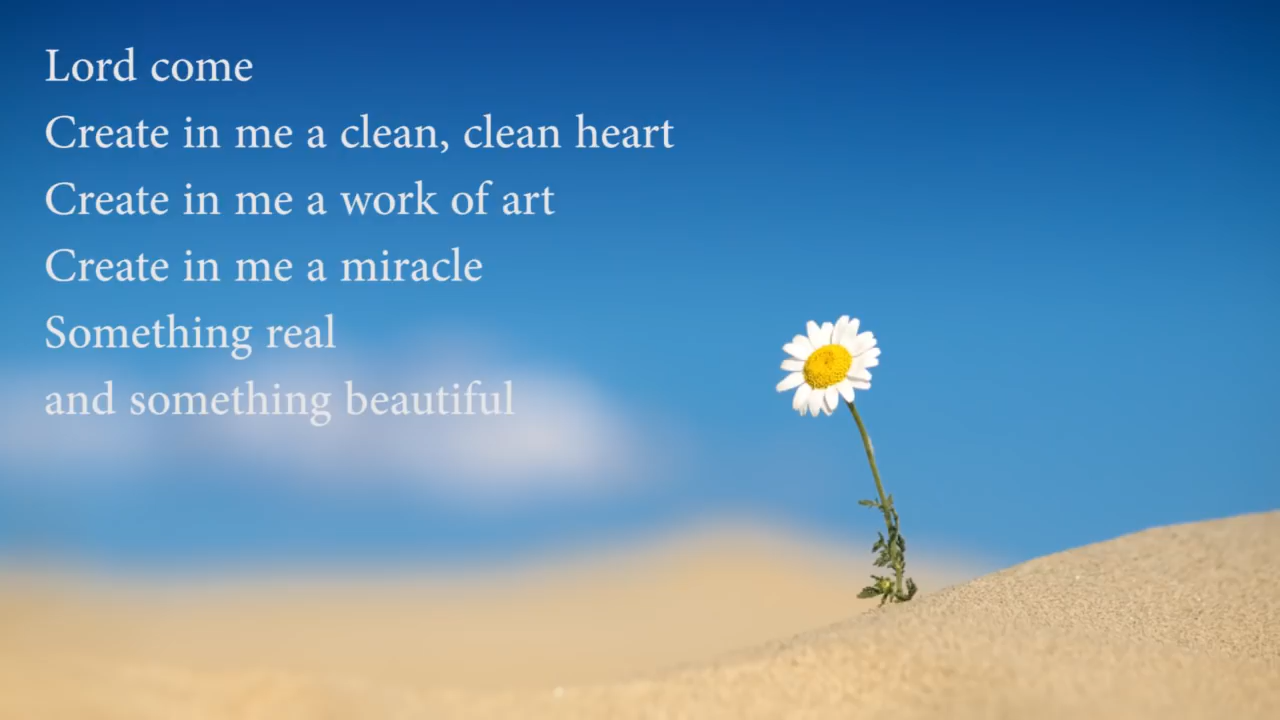 Lord come
Create in me a clean, clean heart
Create in me a work of art
Create in me a miracle
Something real
and something beautiful